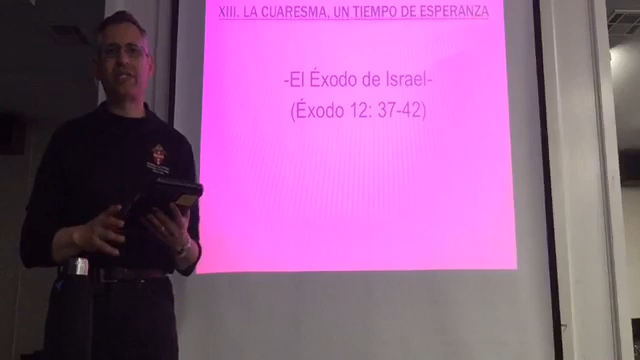 XIII. LA CUARESMA, UN TIEMPO DE ESPERANZA
-El Éxodo de Israel-
(Éxodo 12: 37-42)